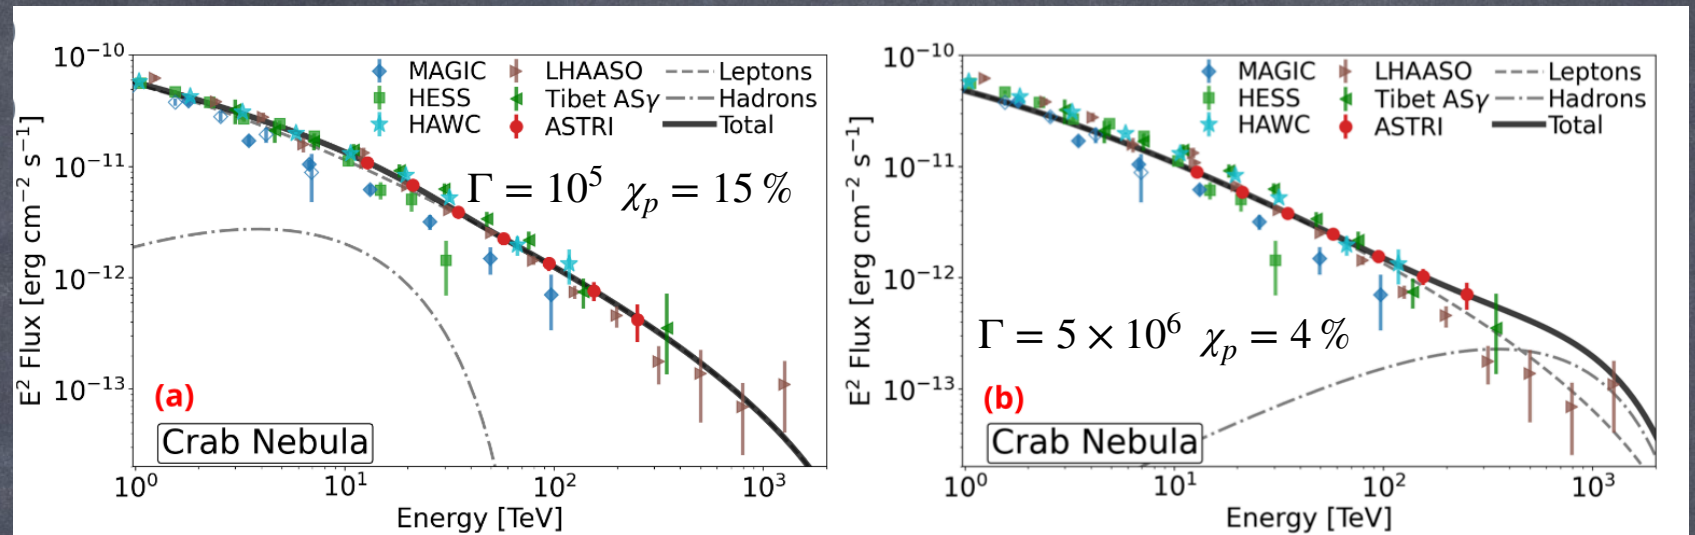 10⁻¹⁰
10⁻¹¹
10⁻¹²
10⁻¹³
E² Flux [erg cm⁻² s⁻¹]
MAGIC
HESS
HAWC
LHAASO
Tibet ASγ
ASTRI
Leptons
Hadrons
Total
Γ = 10⁵ χₚ = 15 %
(a)
Crab Nebula
10⁰ 10¹ 10² 10³
Energy [TeV]
10⁻¹⁰
10⁻¹¹
10⁻¹²
10⁻¹³
E² Flux [erg cm⁻² s⁻¹]
MAGIC
HESS
HAWC
LHAASO
Tibet ASγ
ASTRI
Leptons
Hadrons
Total
Γ = 5 × 10⁶ χₚ = 4 %
(b)
Crab Nebula
10⁰ 10¹ 10² 10³
Energy [TeV]